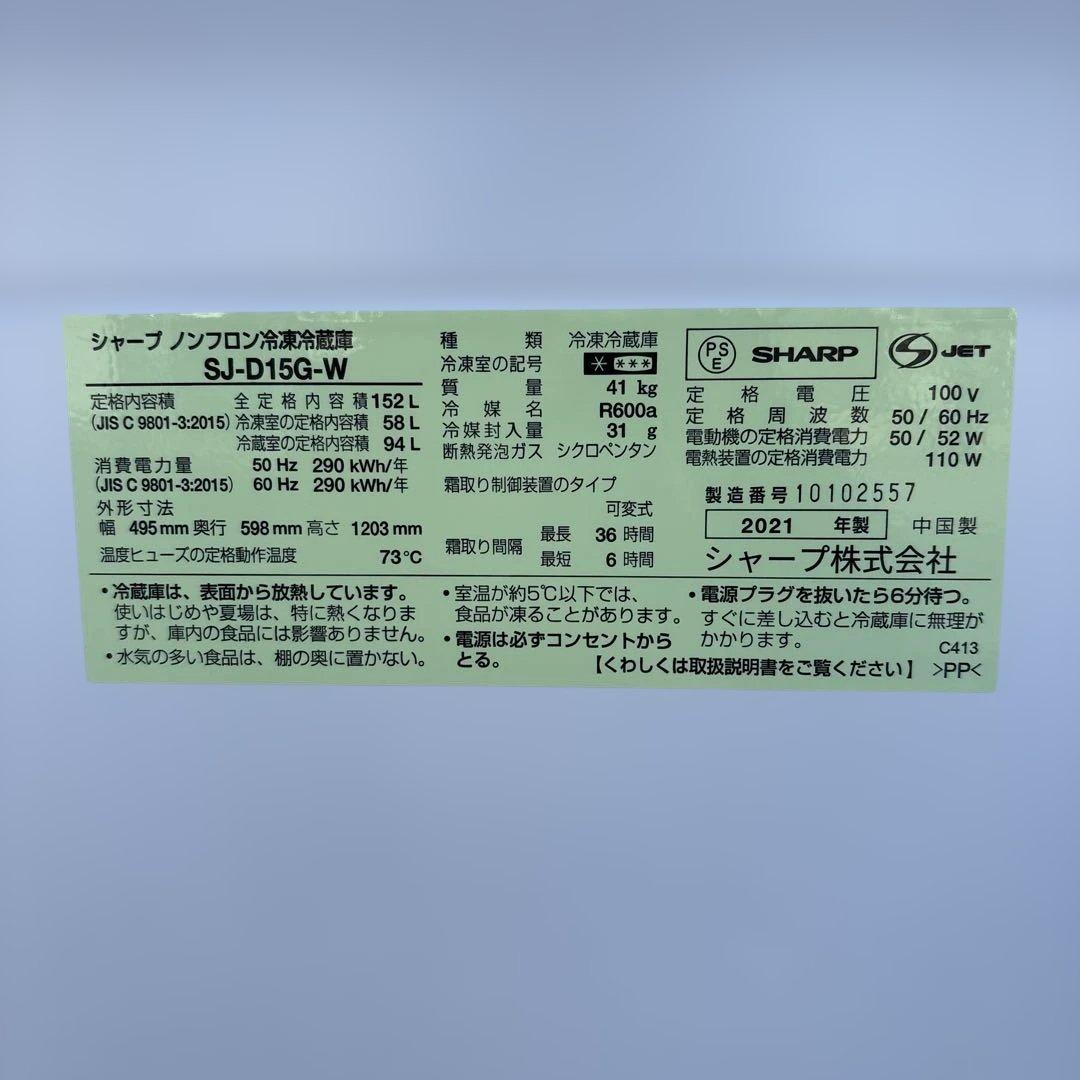 シャープ ノンフロン冷凍冷蔵庫
SJ-D15G-W
定格内容積 全定格内容積 152 L
(JIS C 9801-3:2015) 冷凍室の定格内容積 58 L
冷蔵室の定格内容積 94 L
消費電力量 50 Hz 290 kWh/年
(JIS C 9801-3:2015) 60 Hz 290 kWh/年
外形寸法
幅 495 mm 奥行 598 mm 高さ 1203 mm
温度ヒューズの定格動作温度 73℃
種類 冷凍冷蔵庫
冷凍室の記号 * ***
質量 41 kg
冷媒名 R600a
冷媒封入量 31 g
断熱発泡ガス シクロペンタン
霜取り制御装置のタイプ
可変式
霜取り間隔 最長 36 時間
最短 6 時間
PSE SHARP S JET
定格電圧 100 V
定格周波数 50 / 60 Hz
電動機の定格消費電力 50 / 52 W
電熱装置の定格消費電力 110 W
製造番号 10102557
2021 年製 中国製
シャープ株式会社
・冷蔵庫は、表面から放熱しています。
使いはじめや夏場は、特に熱くなりま
すが、庫内の食品には影響ありません。
・水気の多い食品は、棚の奥に置かない。
・室温が約5℃以下では、
食品が凍ることがあります。
・電源は必ずコンセントから
とる。
・電源プラグを抜いたら6分待つ。
すぐに差し込むと冷蔵庫に無理が
かかります。
C413
【くわしくは取扱説明書をご覧ください】 >PP<